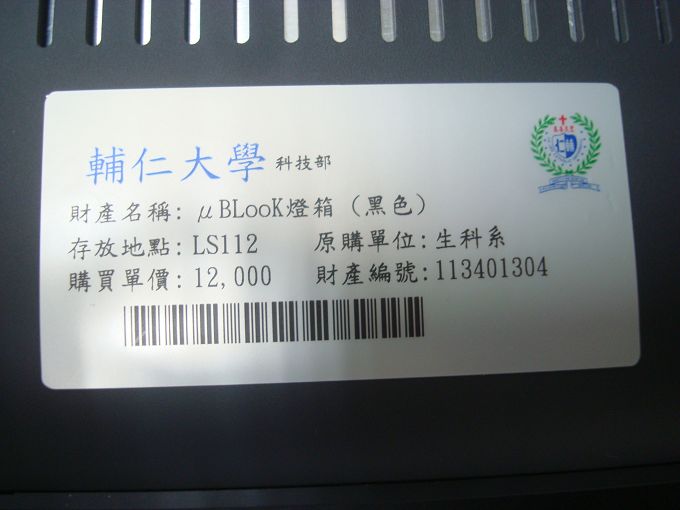 輔仁大學 科技部
財產名稱: μBLooK燈箱 (黑色)
存放地點: LS112 原購單位: 生科系
購買單價: 12,000 財產編號: 113401304